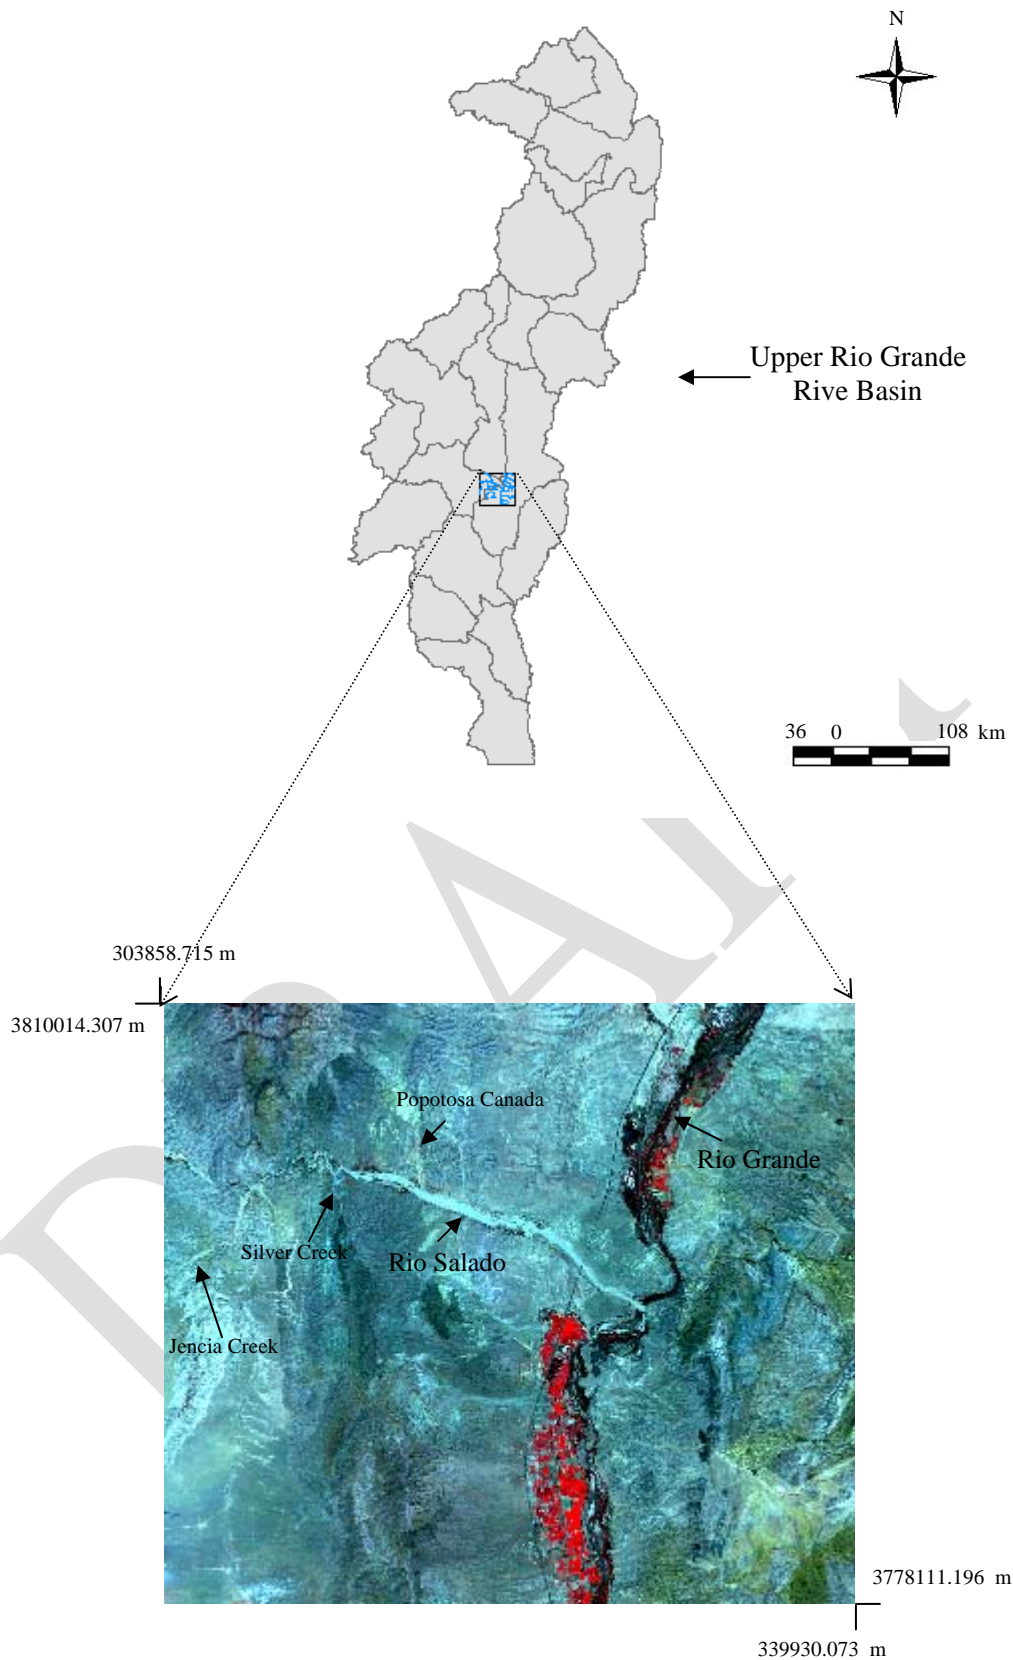 N
Upper Rio Grande
Rive Basin
36 0 108 km
303858.715 m
3810014.307 m
Popotosa Canada
Rio Grande
Silver Creek
Rio Salado
Jencia Creek
3778111.196 m
339930.073 m
DRAFT